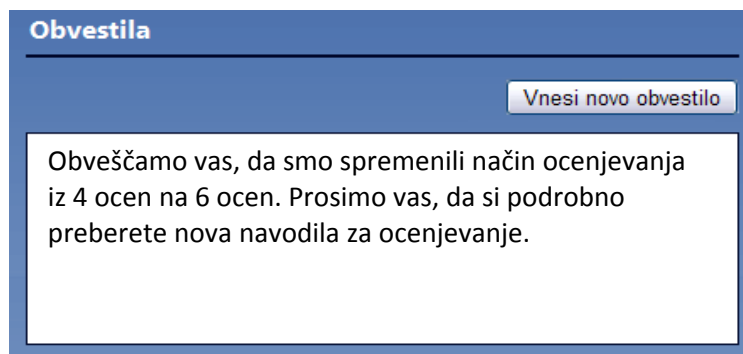 Obvestila
Vnesi novo obvestilo
Obveščamo vas, da smo spremenili način ocenjevanja
iz 4 ocen na 6 ocen. Prosimo vas, da si podrobno
preberete nova navodila za ocenjevanje.